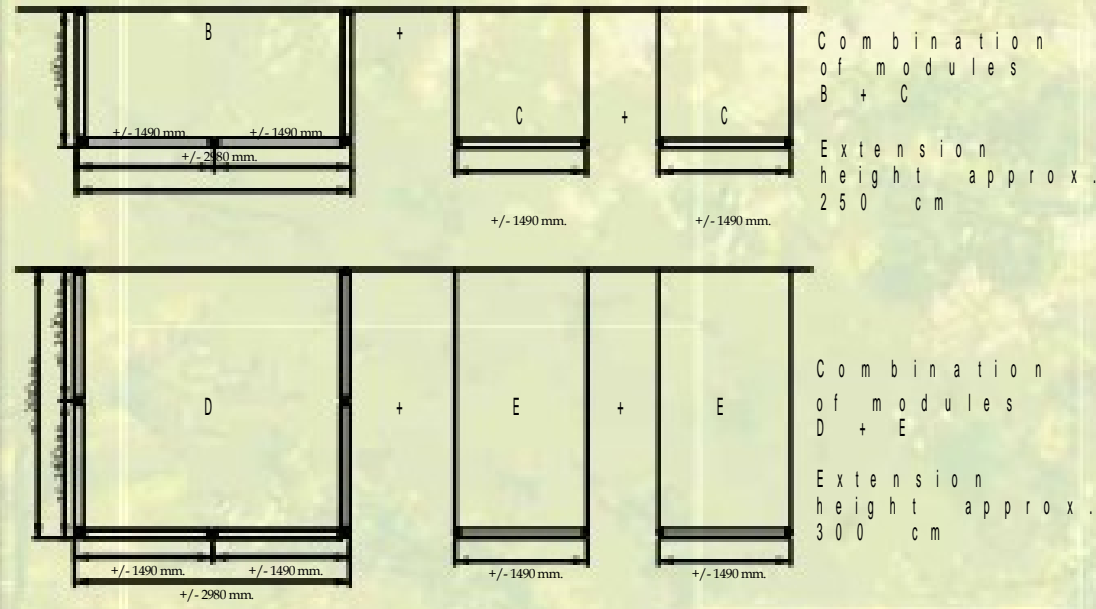 B + C + C
+/- 1490 mm. +/- 1490 mm.
+/- 2980 mm.
+/- 1490 mm. +/- 1490 mm.
Combination
of modules
B + C
Extension
height approx.
250 cm
D + E + E
+/- 1490 mm. +/- 1490 mm.
+/- 2980 mm.
+/- 1490 mm. +/- 1490 mm.
Combination
of modules
D + E
Extension
height approx.
300 cm